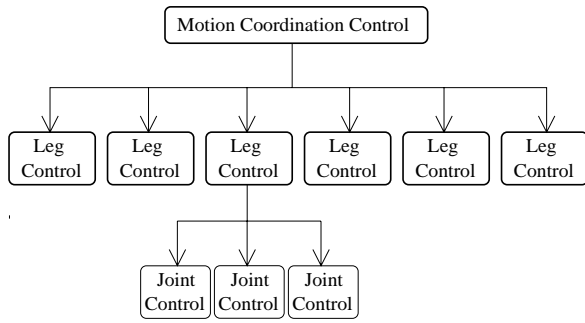 Motion Coordination Control
Leg Leg Leg Leg Leg Leg
Control Control Control Control Control Control
Joint Joint Joint
Control Control Control